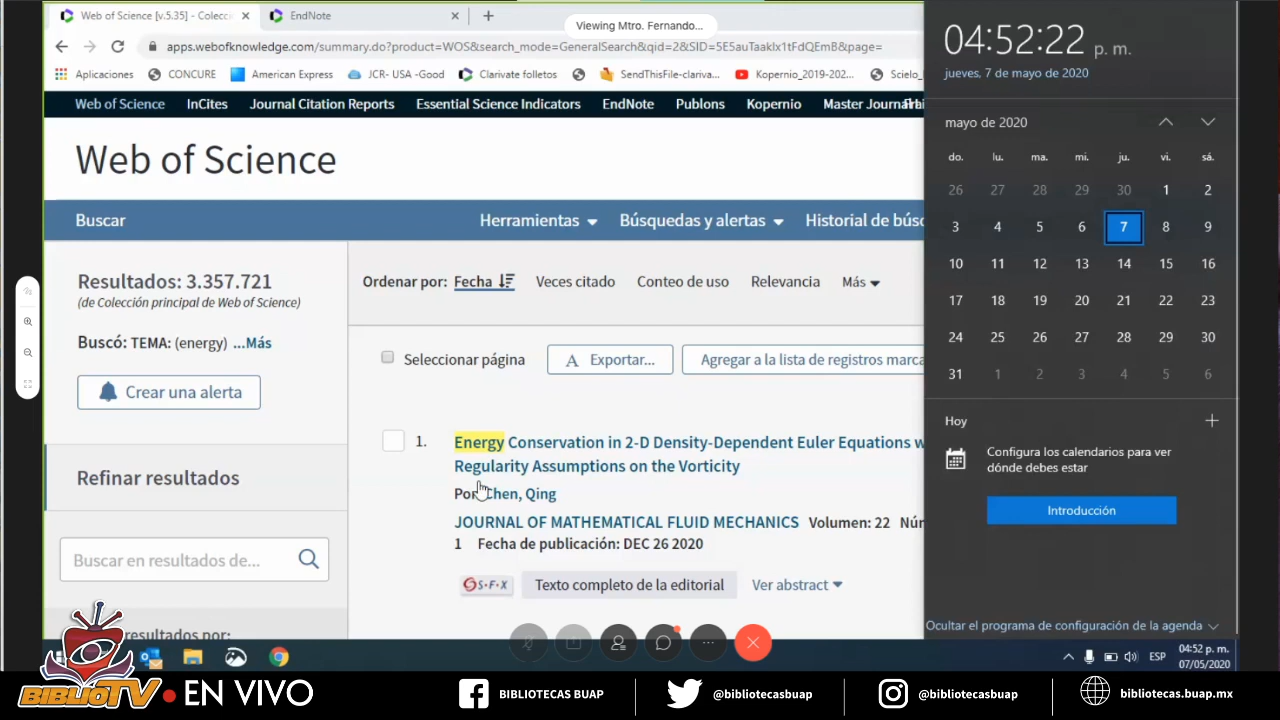 Web of Science [v.5.35] - Colecc
EndNote
Viewing Mtro. Fernando...
apps.webofknowledge.com/summary.do?product=WOS&search_mode=GeneralSearch&qid=2&SID=5E5auTaakIx1tFdQEmB&page=
Aplicaciones
CONCURE
American Express
JCR- USA -Good
Clarivate folletos
SendThisFile-clariva...
Kopernio_2019-202...
Scielo_
Web of Science InCites Journal Citation Reports Essential Science Indicators EndNote Publons Kopernio Master Journal
Web of Science
Buscar
Herramientas
Búsquedas y alertas
Historial de búsc
Resultados: 3.357.721
(de Colección principal de Web of Science)
Buscó: TEMA: (energy) ...Más
Crear una alerta
Refinar resultados
Buscar en resultados de...
resultados por:
Ordenar por: Fecha Veces citado Conteo de uso Relevancia Más
Seleccionar página
Exportar...
Agregar a la lista de registros marca
1. Energy Conservation in 2-D Density-Dependent Euler Equations w
Regularity Assumptions on the Vorticity
Por Chen, Qing
JOURNAL OF MATHEMATICAL FLUID MECHANICS Volumen: 22 Nún
1 Fecha de publicación: DEC 26 2020
S·F·X
Texto completo de la editorial
Ver abstract
04:52:22 p. m.
jueves, 7 de mayo de 2020
mayo de 2020
do. lu. ma. mi. ju. vi. sá.
26 27 28 29 30 1 2
3 4 5 6 7 8 9
10 11 12 13 14 15 16
17 18 19 20 21 22 23
24 25 26 27 28 29 30
31 1 2 3 4 5 6
Hoy
Configura los calendarios para ver
dónde debes estar
Introducción
Ocultar el programa de configuración de la agenda
ESP
04:52 p. m.
07/05/2020
BIBLIOTV
EN VIVO
BIBLIOTECAS BUAP
@bibliotecasbuap
@bibliotecasbuap
bibliotecas.buap.mx